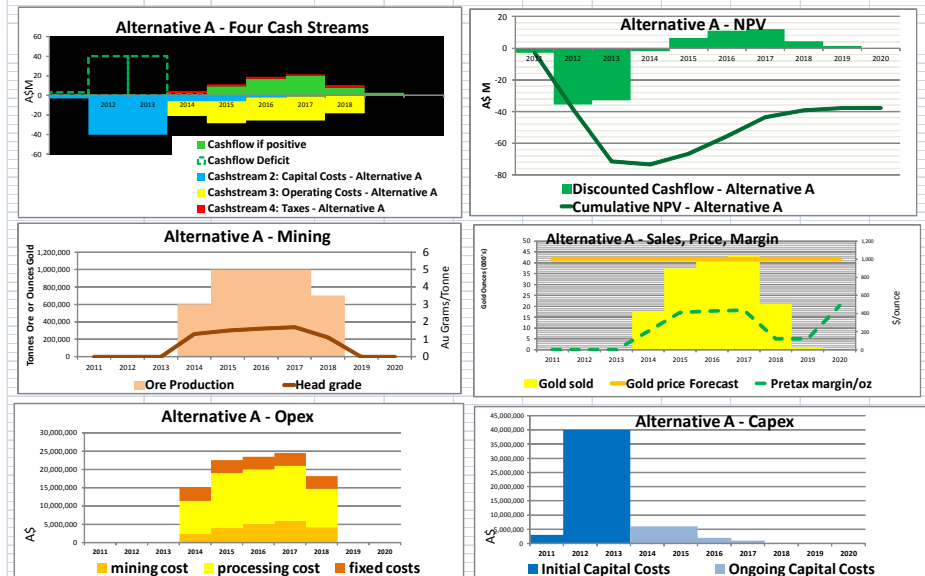 Alternative A - Four Cash Streams
A$M
60
40
20
0
-20
-40
-60
2012 2013 2014 2015 2016 2017 2018
Cashflow if positive
Cashflow Deficit
Cashstream 2: Capital Costs - Alternative A
Cashstream 3: Operating Costs - Alternative A
Cashstream 4: Taxes - Alternative A
Alternative A - NPV
A$ M
20
0
-20
-40
-60
-80
2011 2012 2013 2014 2015 2016 2017 2018 2019 2020
Discounted Cashflow - Alternative A
Cumulative NPV - Alternative A
Alternative A - Mining
Tonnes Ore or Ounces Gold
1,200,000
1,000,000
800,000
600,000
400,000
200,000
0
6
5
4
3
2
1
0
Au Grams/Tonne
2011 2012 2013 2014 2015 2016 2017 2018 2019 2020
Ore Production Head grade
Alternative A - Sales, Price, Margin
Gold Ounces (000's)
50
45
40
35
30
25
20
15
10
5
0
1,200
1,000
800
600
400
200
0
$/ounce
2011 2012 2013 2014 2015 2016 2017 2018 2019 2020
Gold sold Gold price Forecast Pretax margin/oz
Alternative A - Opex
A$
30,000,000
25,000,000
20,000,000
15,000,000
10,000,000
5,000,000
0
2011 2012 2013 2014 2015 2016 2017 2018 2019 2020
mining cost processing cost fixed costs
Alternative A - Capex
A$
45,000,000
40,000,000
35,000,000
30,000,000
25,000,000
20,000,000
15,000,000
10,000,000
5,000,000
0
2011 2012 2013 2014 2015 2016 2017 2018 2019 2020
Initial Capital Costs Ongoing Capital Costs